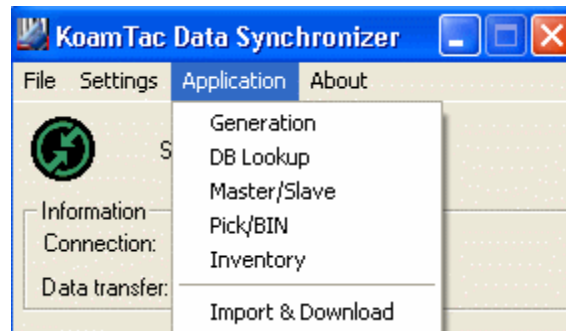 KoamTac Data Synchronizer
File Settings Application About
Generation
S
DB Lookup
Master/Slave
Information
Pick/BIN
Connection:
Inventory
Data transfer:
Import & Download